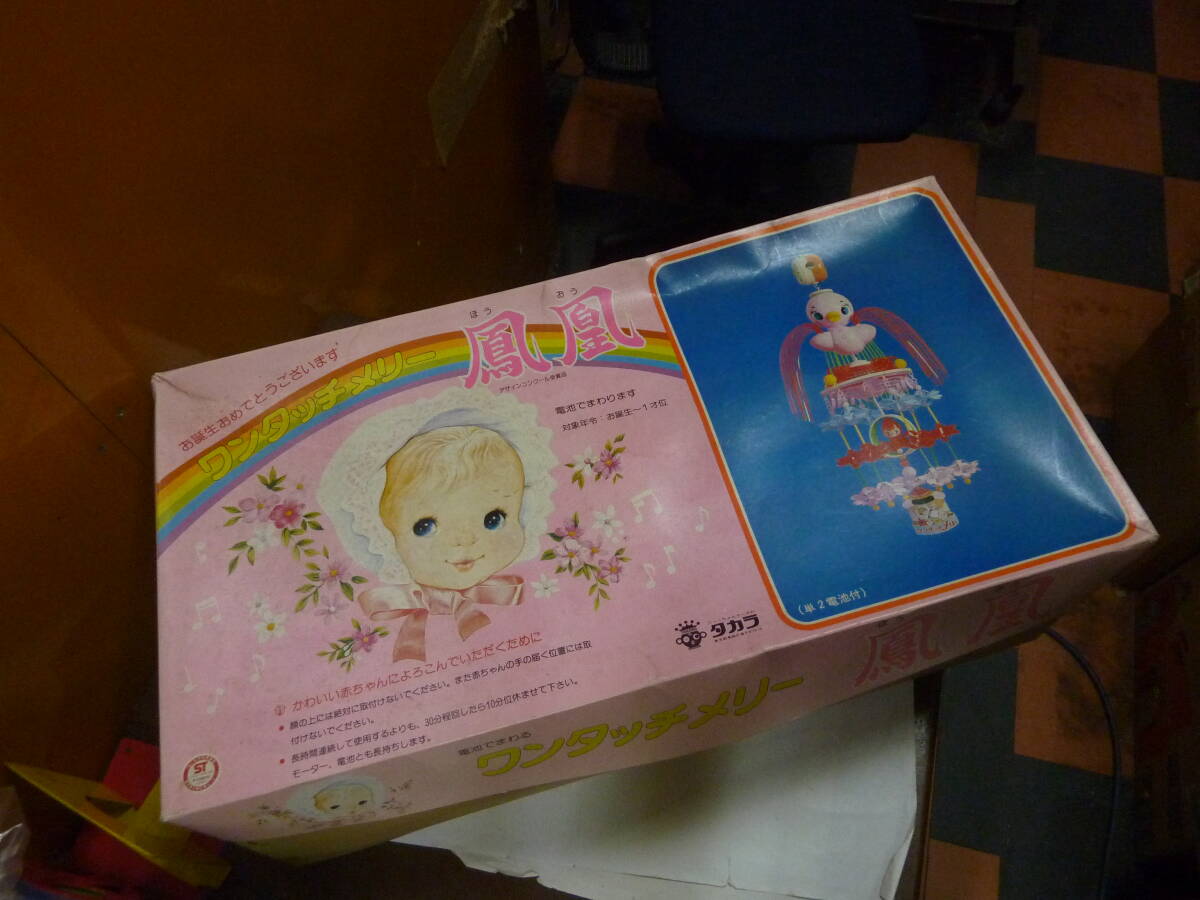 お誕生おめでとうございます
ワンタッチメリー
ほう おう
鳳凰
デザインコンクール受賞品
電池でまわります
対象年令：お誕生〜1才位
かわいい赤ちゃんによろこんでいただくために
● 顔の上には絶対に取付けないでください。また赤ちゃんの手の届く位置には取
付けないでください。
● 長時間連続して使用するよりも、30分程回したら10分位休ませて下さい。
モーター、電池とも長持ちします。
ST
(単2電池付)
タカラ
電池でまわる
ワンタッチメリー
鳳凰